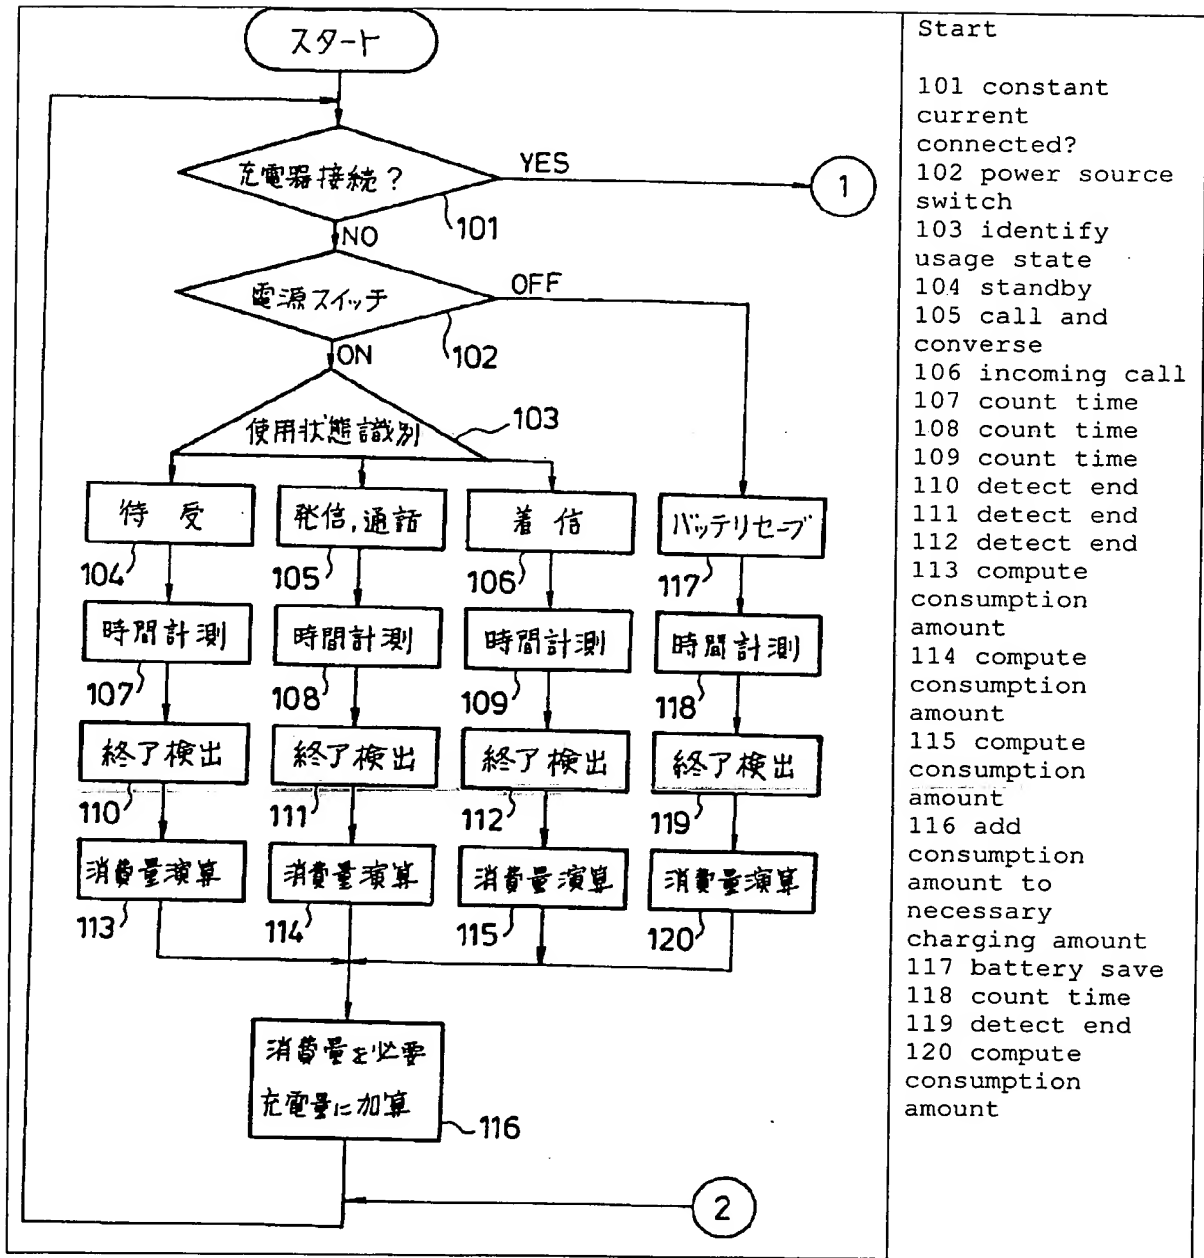 スタート
充電器接続?
YES
1
101
NO
電源スイッチ
OFF
102
ON
使用状態識別
103
待受
発信,通話
着信
バッテリセーブ
104
105
106
117
時間計測
時間計測
時間計測
時間計測
107
108
109
118
終了検出
終了検出
終了検出
終了検出
110
111
112
119
消費量演算
消費量演算
消費量演算
消費量演算
113
114
115
120
消費量を必要
充電量に加算
116
2
Start
101 constant
current
connected?
102 power source
switch
103 identify
usage state
104 standby
105 call and
converse
106 incoming call
107 count time
108 count time
109 count time
110 detect end
111 detect end
112 detect end
113 compute
consumption
amount
114 compute
consumption
amount
115 compute
consumption
amount
116 add
consumption
amount to
necessary
charging amount
117 battery save
118 count time
119 detect end
120 compute
consumption
amount